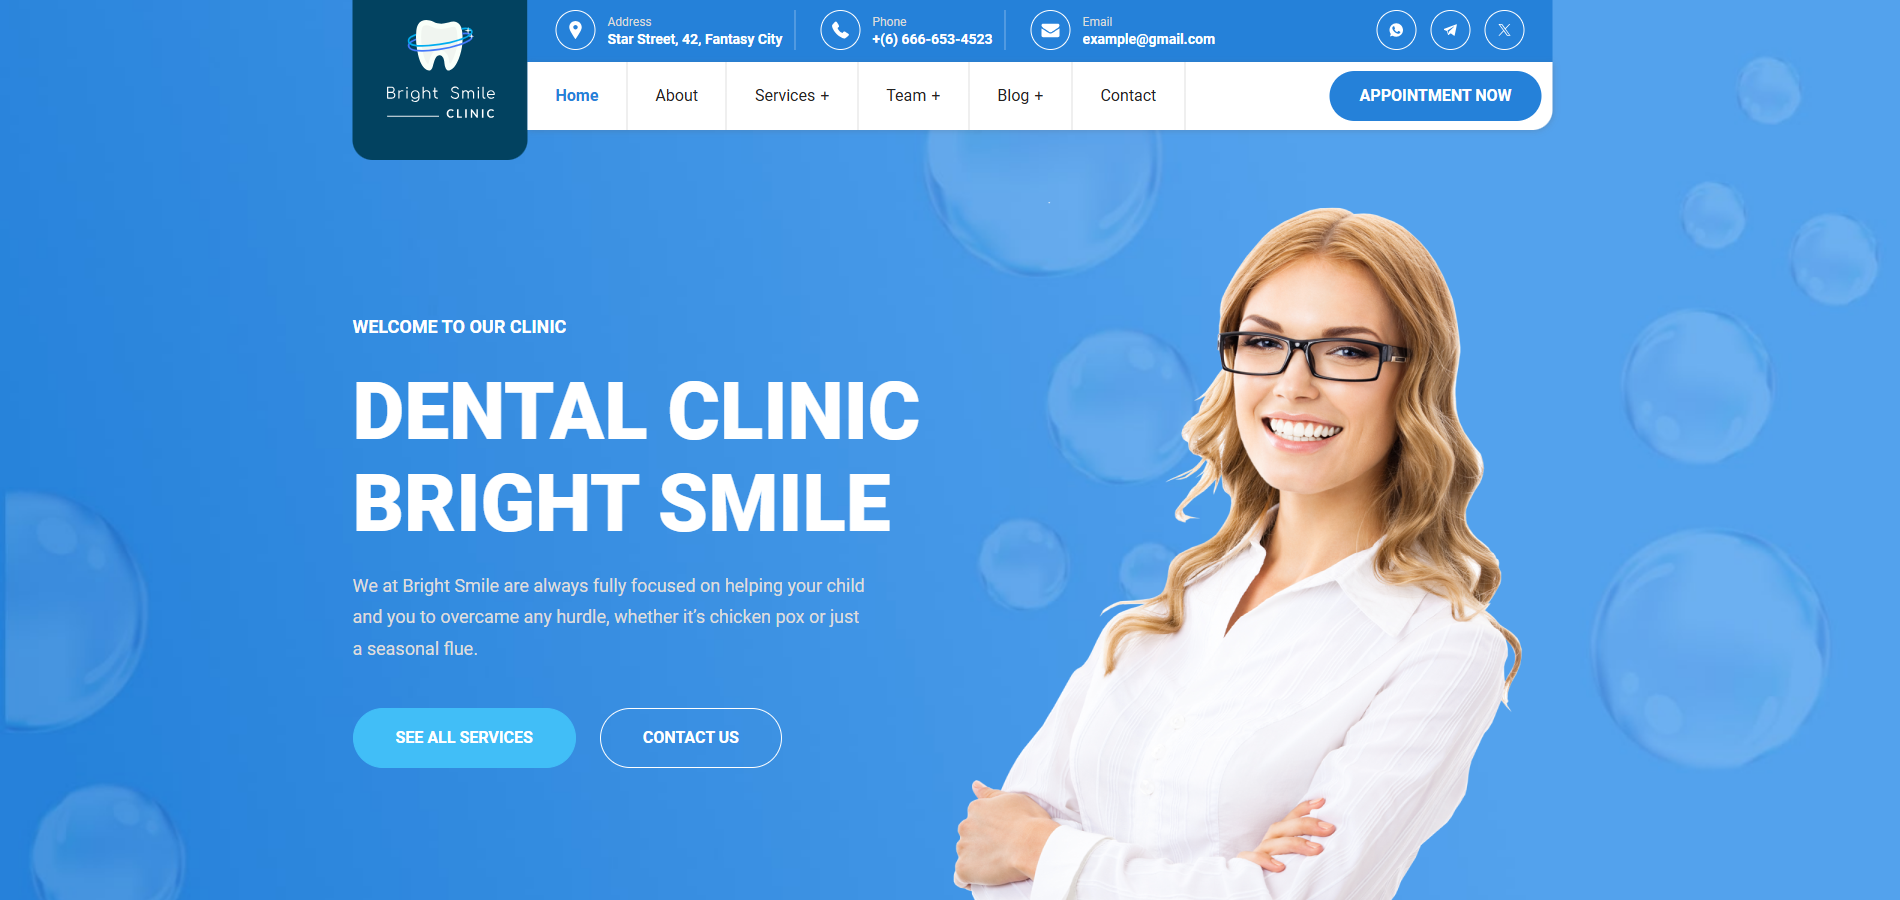 Bright Smile
CLINIC
Address
Star Street, 42, Fantasy City
Phone
+(6) 666-653-4523
Email
example@gmail.com
Home
About
Services +
Team +
Blog +
Contact
APPOINTMENT NOW
WELCOME TO OUR CLINIC
DENTAL CLINIC
BRIGHT SMILE
We at Bright Smile are always fully focused on helping your child
and you to overcame any hurdle, whether it’s chicken pox or just
a seasonal flue.
SEE ALL SERVICES
CONTACT US